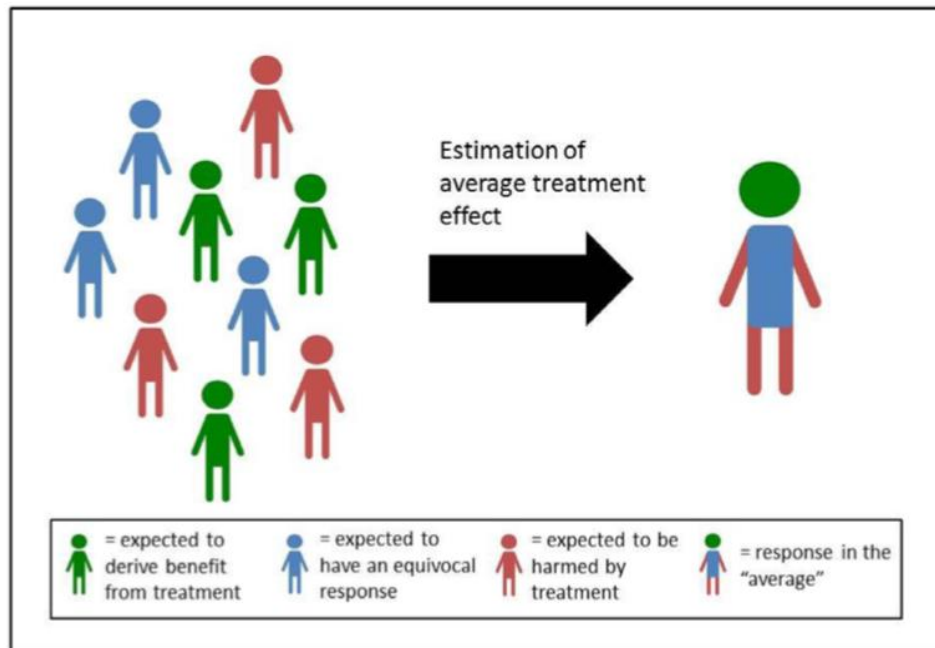 Estimation of
average treatment
effect
= expected to
derive benefit
from treatment
= expected to
have an equivocal
response
= expected to be
harmed by
treatment
= response in the
“average”